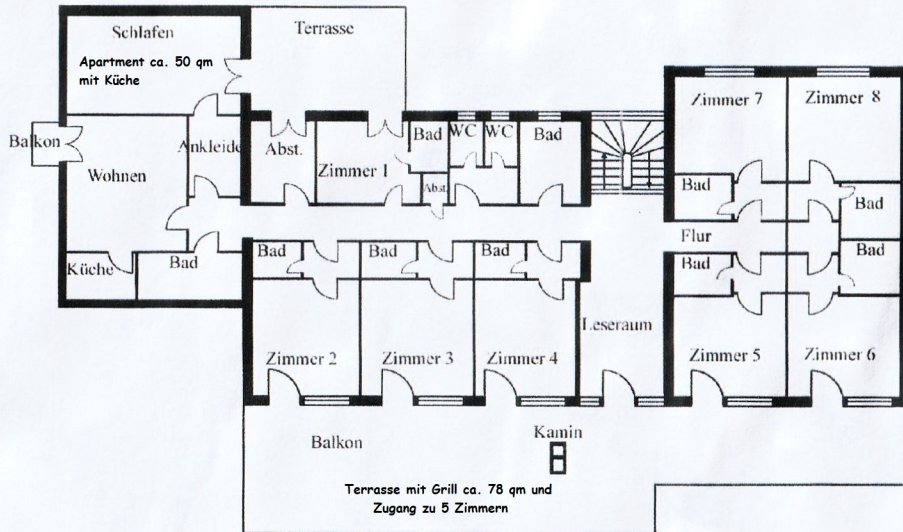 Schlafen
Terrasse
Apartment ca. 50 qm
mit Küche
Zimmer 7
Zimmer 8
Balkon
Ankleide
Abst.
Bad
WC
WC
Bad
Wohnen
Zimmer 1
Abst.
Bad
Bad
Flur
Küche
Bad
Bad
Bad
Bad
Bad
Bad
Leseraum
Zimmer 2
Zimmer 3
Zimmer 4
Zimmer 5
Zimmer 6
Balkon
Kamin
Terrasse mit Grill ca. 78 qm und
Zugang zu 5 Zimmern